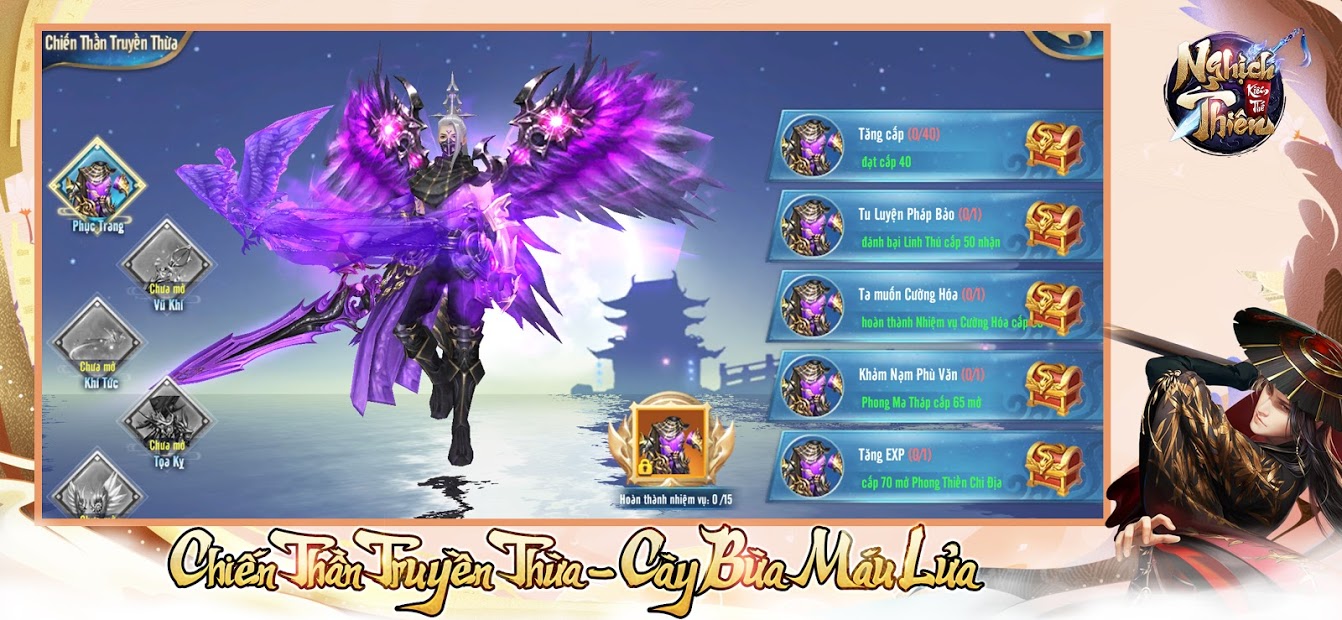 Chiến Thần Truyền Thừa
Phục Trang
Chưa mở
Vũ Khí
Chưa mở
Khí Tức
Chưa mở
Tọa Kỵ
Tăng cấp (0/40)
đạt cấp 40
Tu Luyện Pháp Bảo (0/1)
đánh bại Linh Thú cấp 50 nhận
Ta muốn Cường Hóa (0/1)
hoàn thành Nhiệm vụ Cường Hóa cấp
Khảm Nạm Phù Văn (0/1)
Phong Ma Tháp cấp 65 mở
Tăng EXP (0/1)
cấp 70 mở Phong Thiên Chi Địa
Hoàn thành nhiệm vụ: 0/15
Nghịch
Kiếp Thế
Thiên
Chiến Thần Truyền Thừa – Cày Bừa Máu Lửa